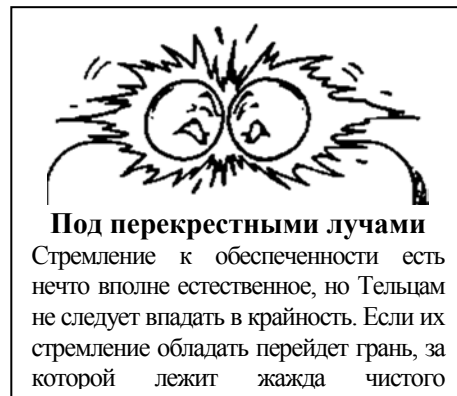 Под перекрестными лучами
Стремление к обеспеченности есть
нечто вполне естественное, но Тельцам
не следует впадать в крайность. Если их
стремление обладать перейдет грань, за
которой лежит жажда чистого